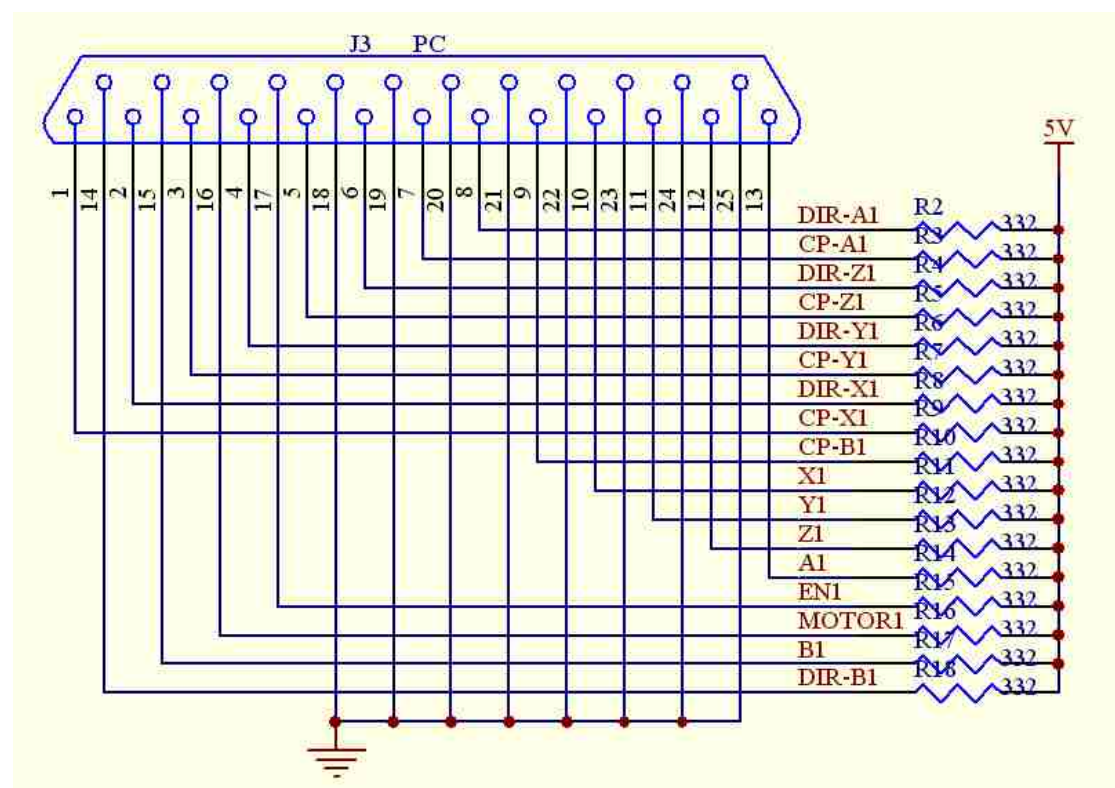 J3 PC
1 14 2 15 3 16 4 17 5 18 6 19 7 20 8 21 9 22 10 23 11 24 12 25 13
5V
DIR-A1 R2 332
CP-A1 R3 332
DIR-Z1 R4 332
CP-Z1 R5 332
DIR-Y1 R6 332
CP-Y1 R7 332
DIR-X1 R8 332
CP-X1 R9 332
CP-B1 R10 332
X1 R11 332
Y1 R12 332
Z1 R13 332
A1 R14 332
EN1 R15 332
MOTOR1 R16 332
B1 R17 332
DIR-B1 R18 332